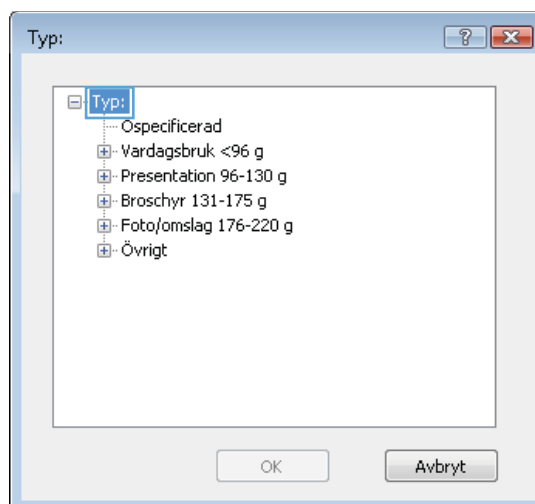 Typ:
Typ:
Ospecificerad
Vardagsbruk <96 g
Presentation 96-130 g
Broschyr 131-175 g
Foto/omslag 176-220 g
Övrigt
OK
Avbryt